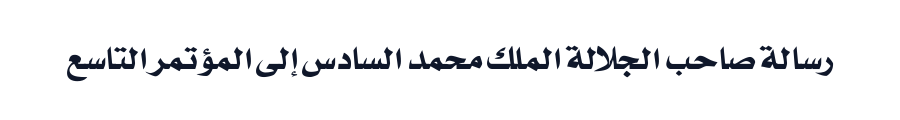 رسالة صاحب الجلالة الملك محمد السادس إلى المؤتمر التاسع